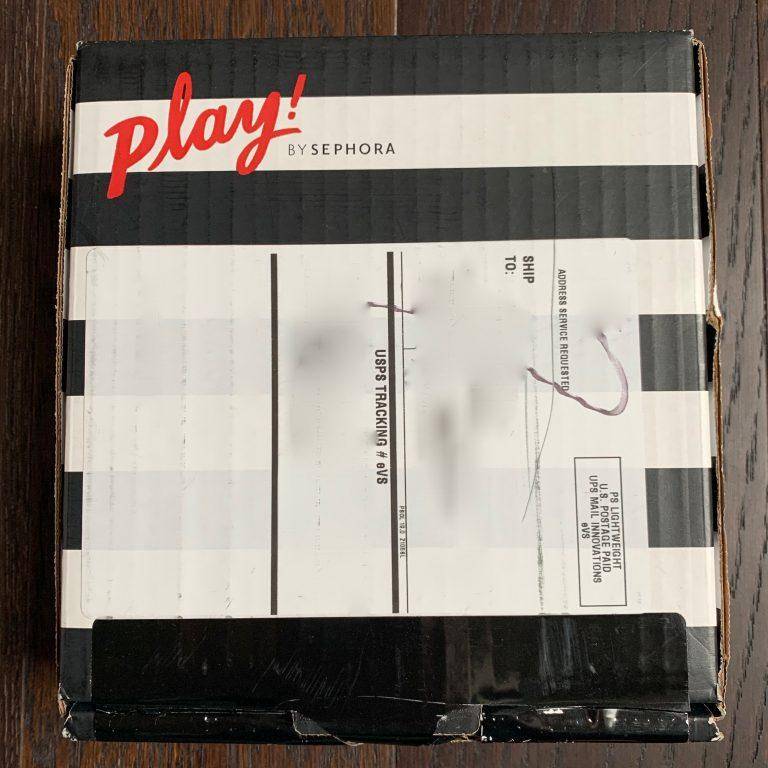 Play!
BY SEPHORA
SHIP
TO:
ADDRESS SERVICE REQUESTED
PS LIGHTWEIGHT
U.S. POSTAGE PAID
UPS MAIL INNOVATIONS
eVS
USPS TRACKING # eVS